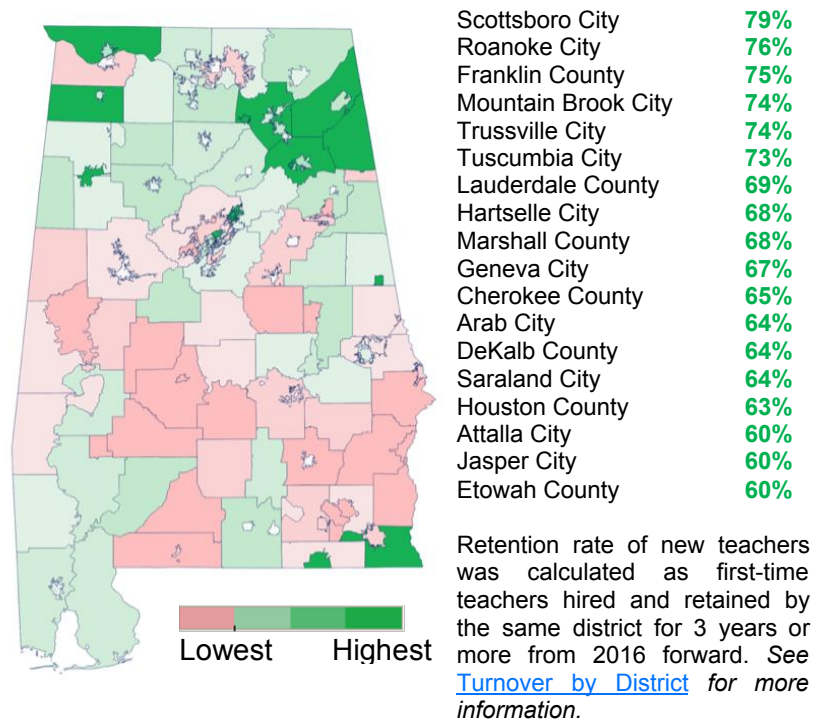 Scottsboro City 79%
Roanoke City 76%
Franklin County 75%
Mountain Brook City 74%
Trussville City 74%
Tuscumbia City 73%
Lauderdale County 69%
Hartselle City 68%
Marshall County 68%
Geneva City 67%
Cherokee County 65%
Arab City 64%
DeKalb County 64%
Saraland City 64%
Houston County 63%
Attalla City 60%
Jasper City 60%
Etowah County 60%
Retention rate of new teachers
was calculated as first-time
teachers hired and retained by
the same district for 3 years or
more from 2016 forward. See
Turnover by District for more
information.
Lowest Highest